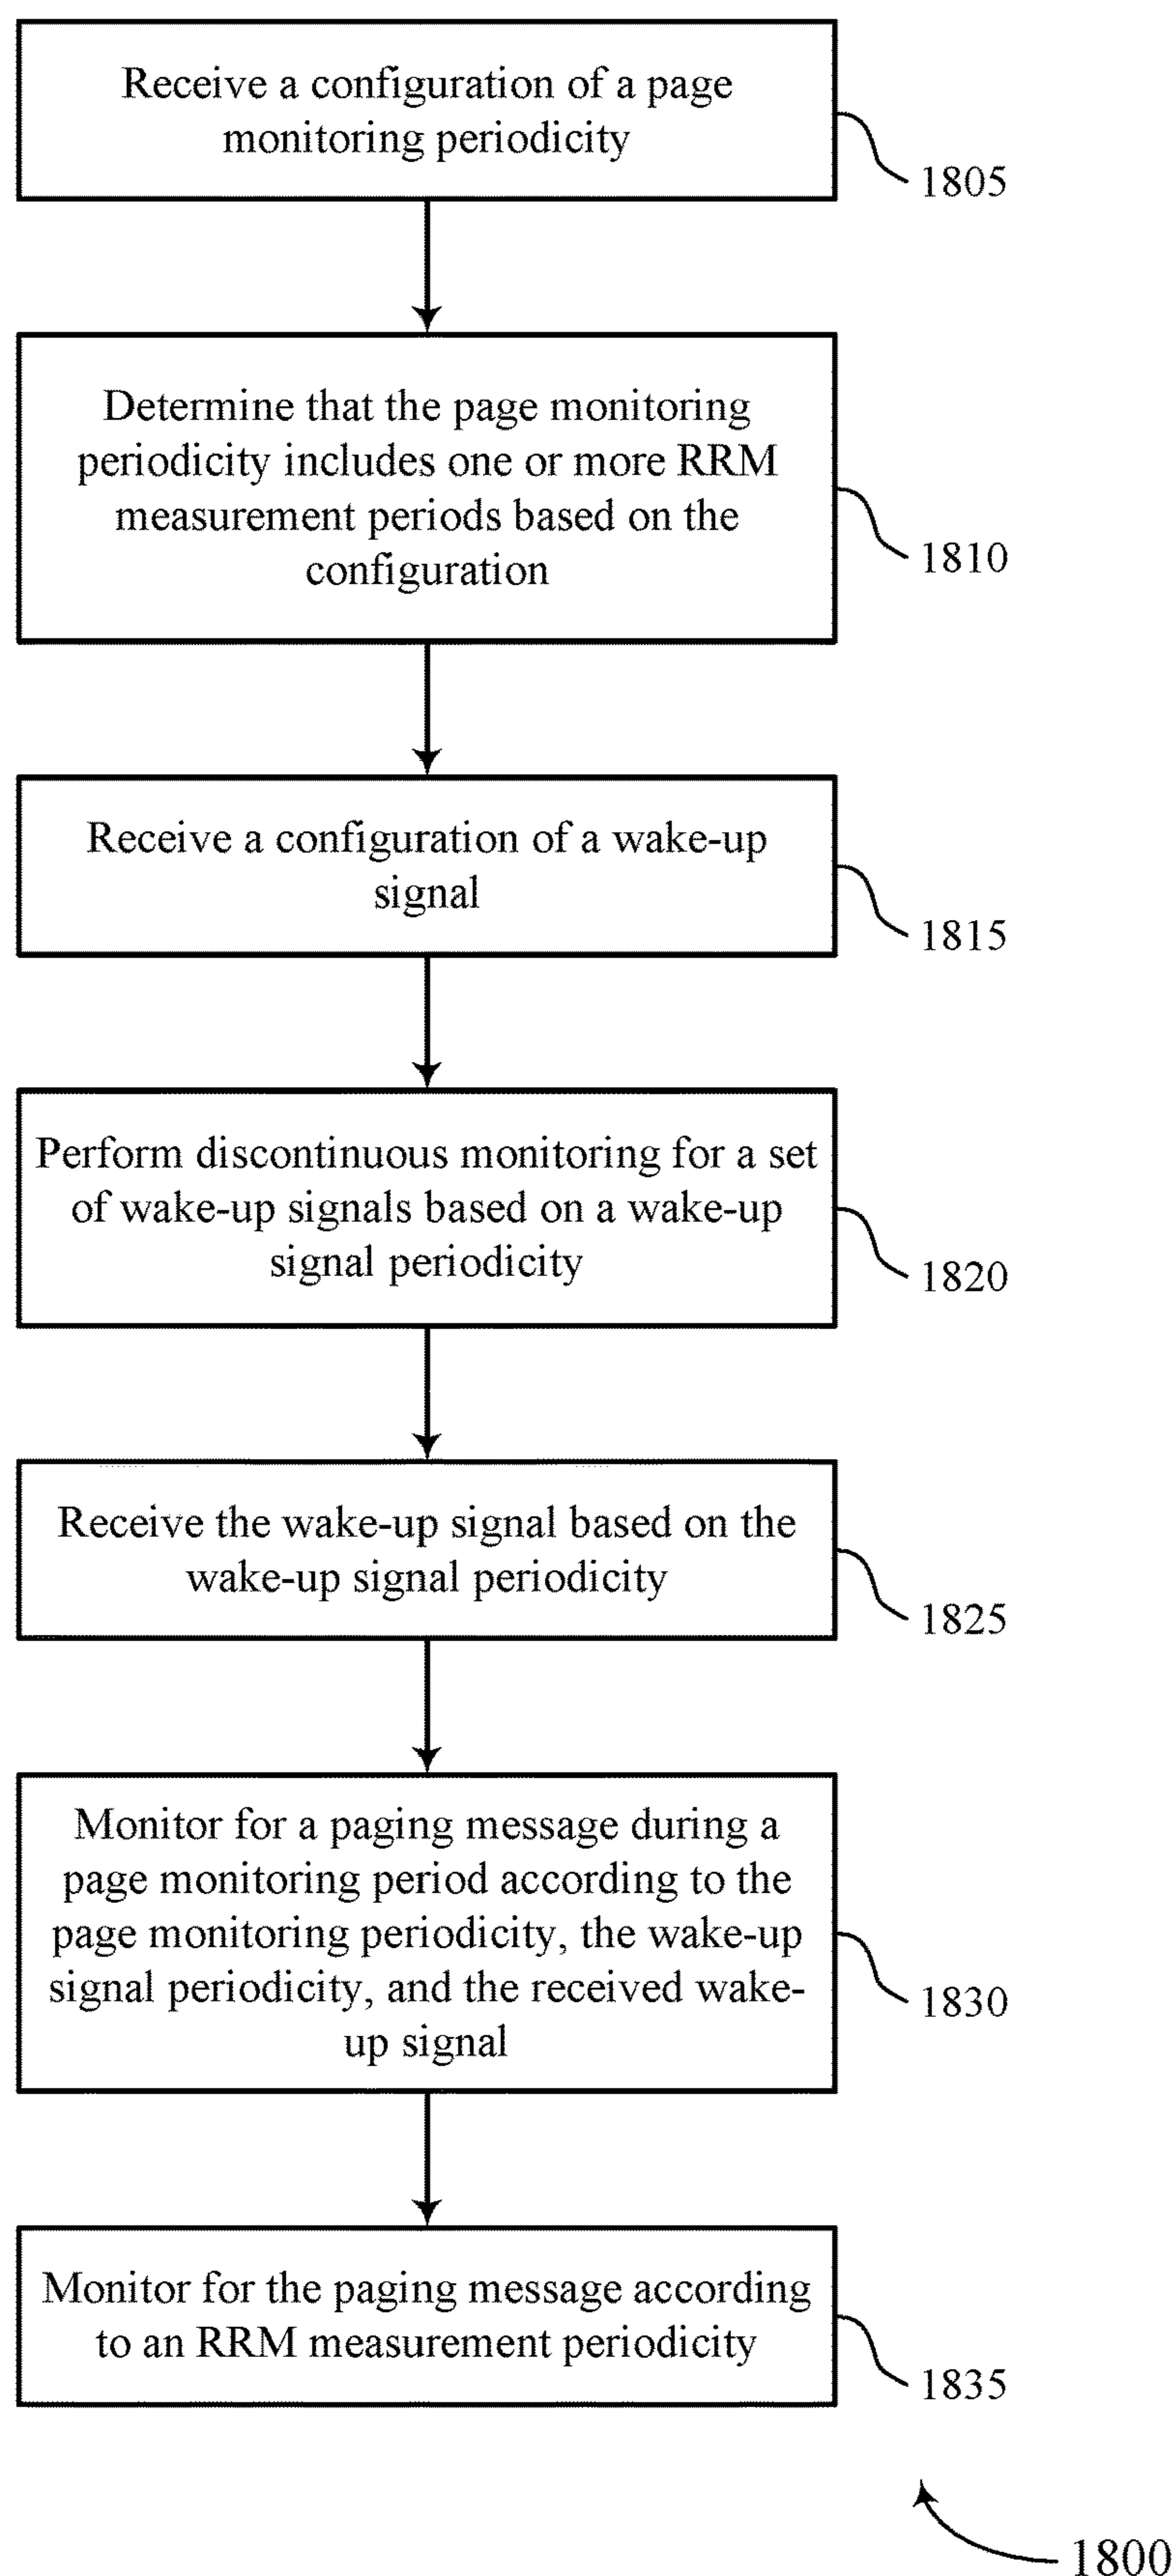 Receive a configuration of a page
monitoring periodicity
1805
Determine that the page monitoring
periodicity includes one or more RRM
measurement periods based on the
configuration
1810
Receive a configuration of a wake-up
signal
1815
Perform discontinuous monitoring for a set
of wake-up signals based on a wake-up
signal periodicity
1820
Receive the wake-up signal based on the
wake-up signal periodicity
1825
Monitor for a paging message during a
page monitoring period according to the
page monitoring periodicity, the wake-up
signal periodicity, and the received wake-
up signal
1830
Monitor for the paging message according
to an RRM measurement periodicity
1835
1800